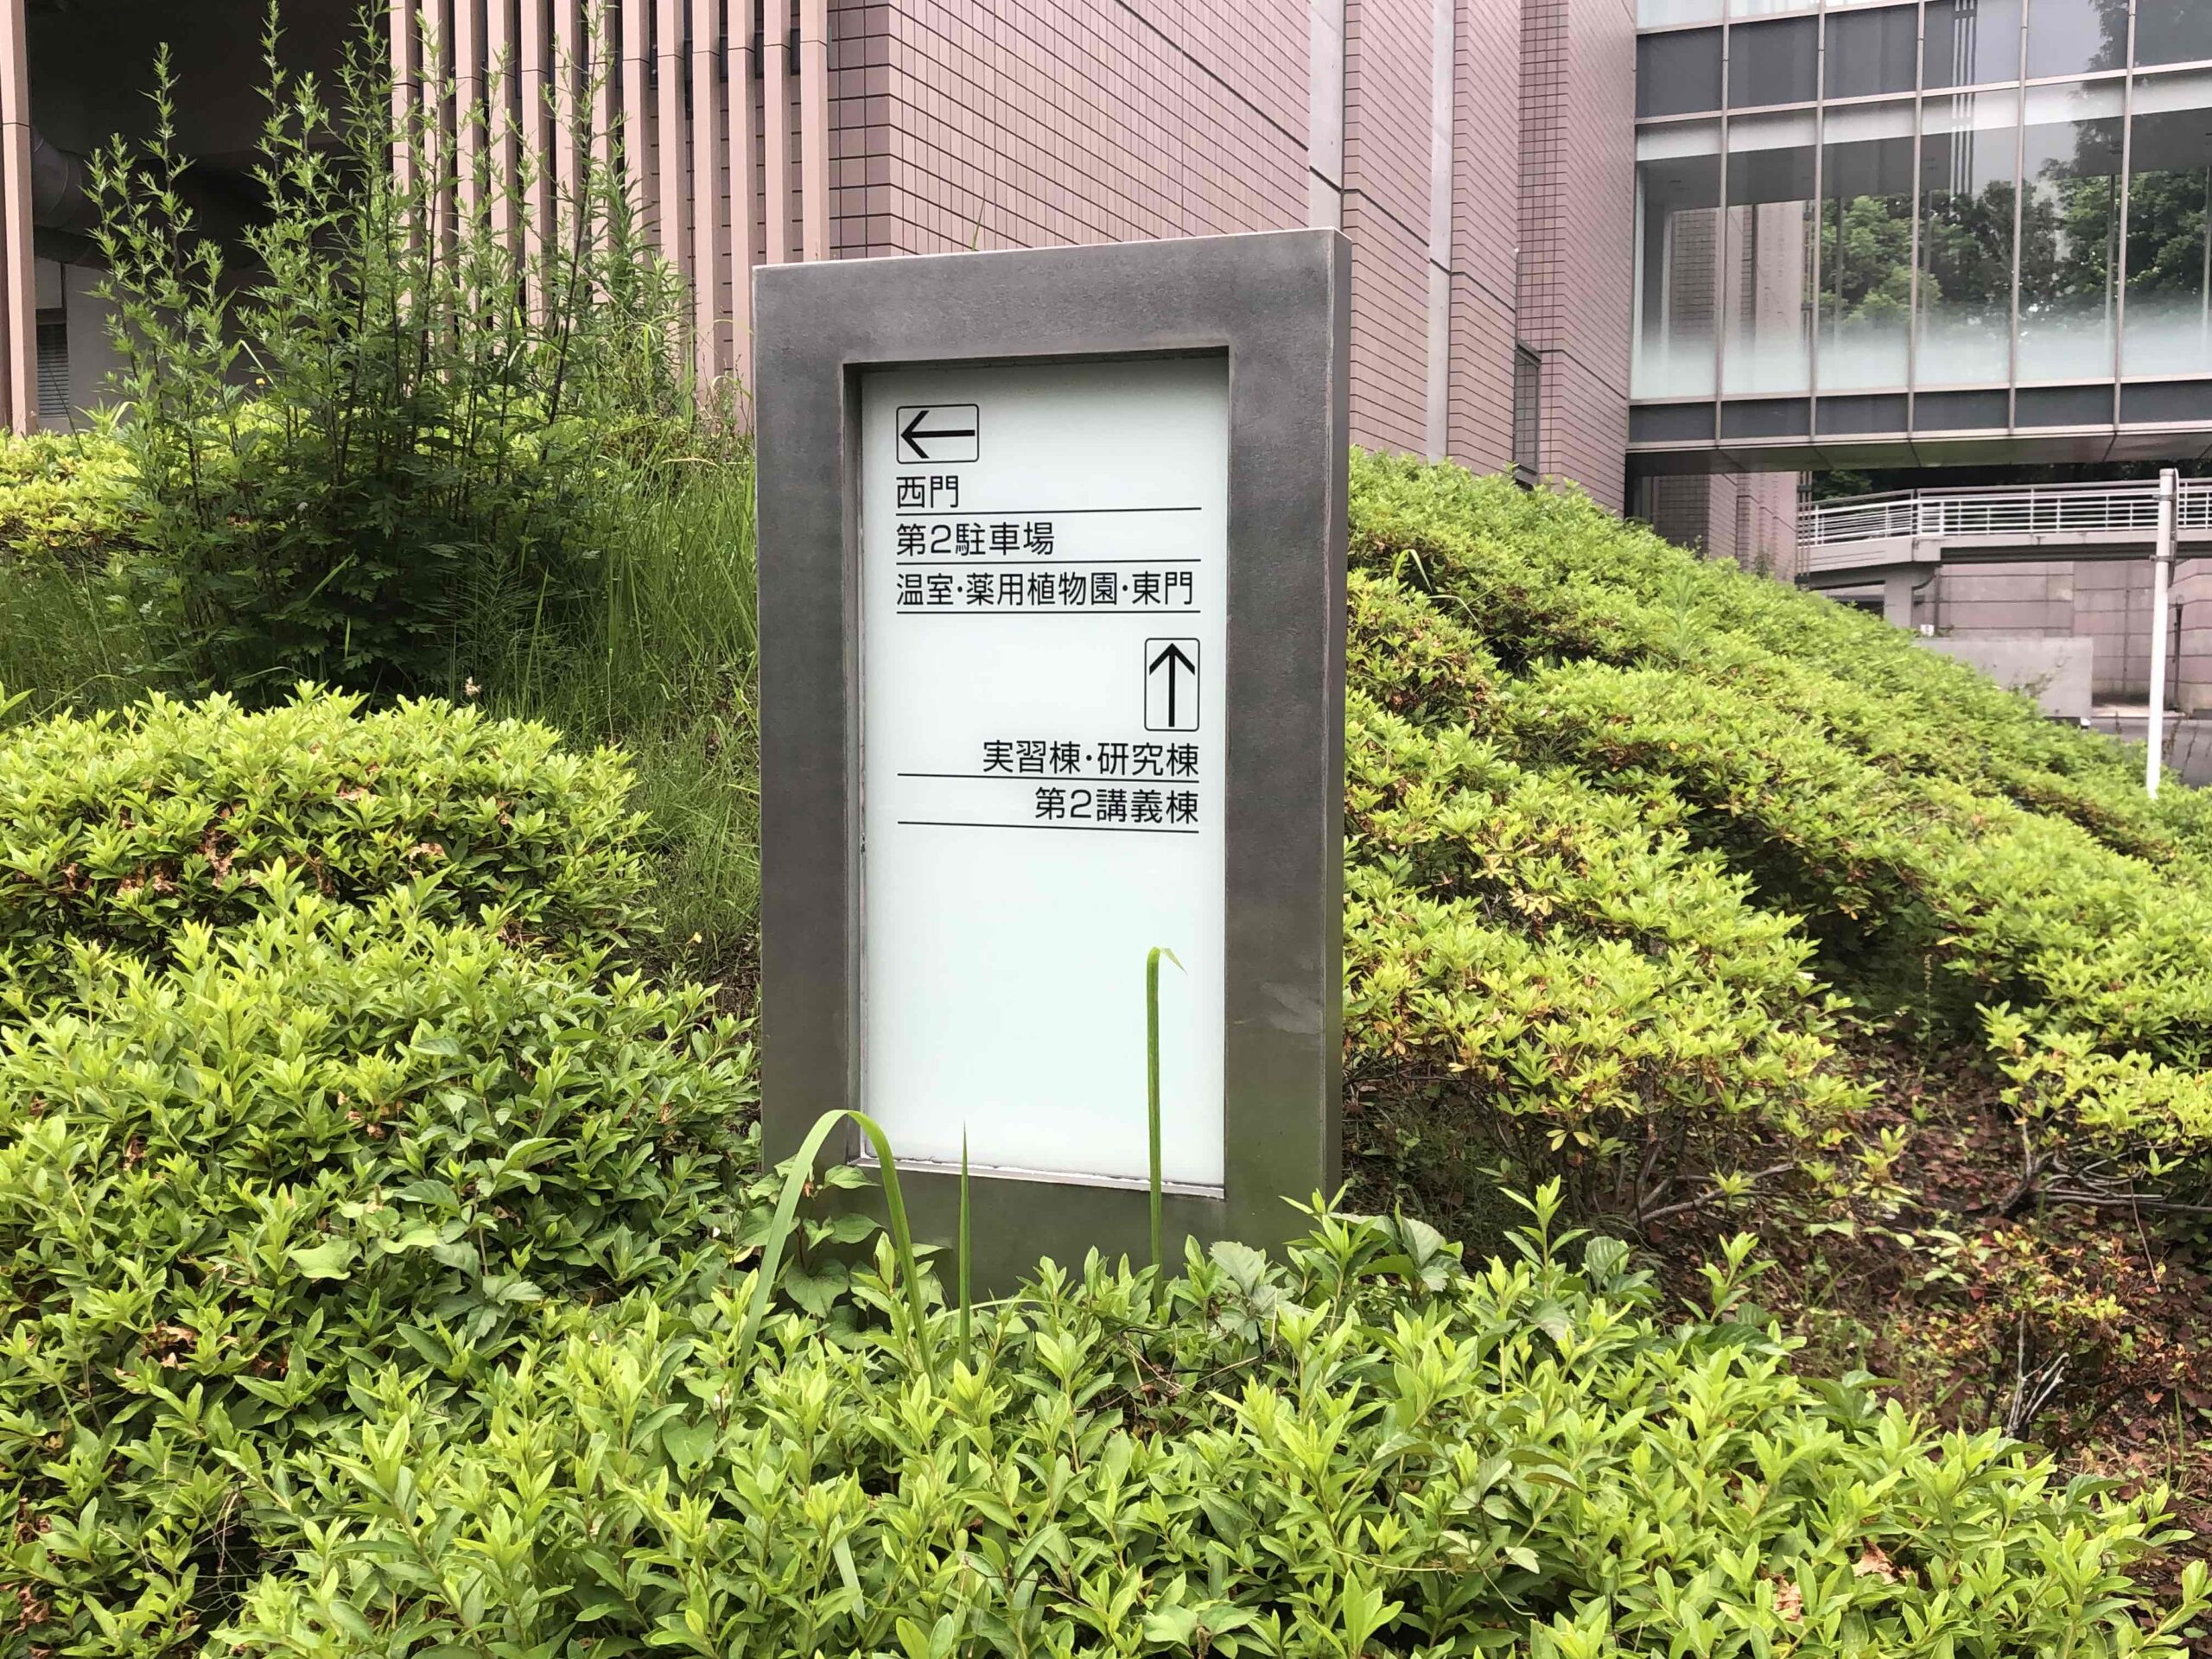 西門
第2駐車場
温室・薬用植物園・東門
実習棟・研究棟
第2講義棟